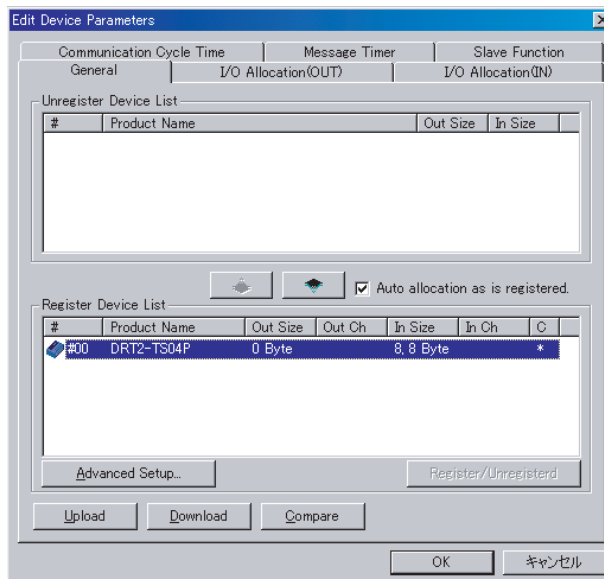 Edit Device Parameters
Communication Cycle Time Message Timer Slave Function
General I/O Allocation(OUT) I/O Allocation(IN)
Unregister Device List
# Product Name Out Size In Size
Auto allocation as is registered.
Register Device List
# Product Name Out Size Out Ch In Size In Ch C
#00 DRT2-TS04P 0 Byte 8, 8 Byte *
Advanced Setup... Register/Unregisterd
Upload Download Compare
OK キャンセル